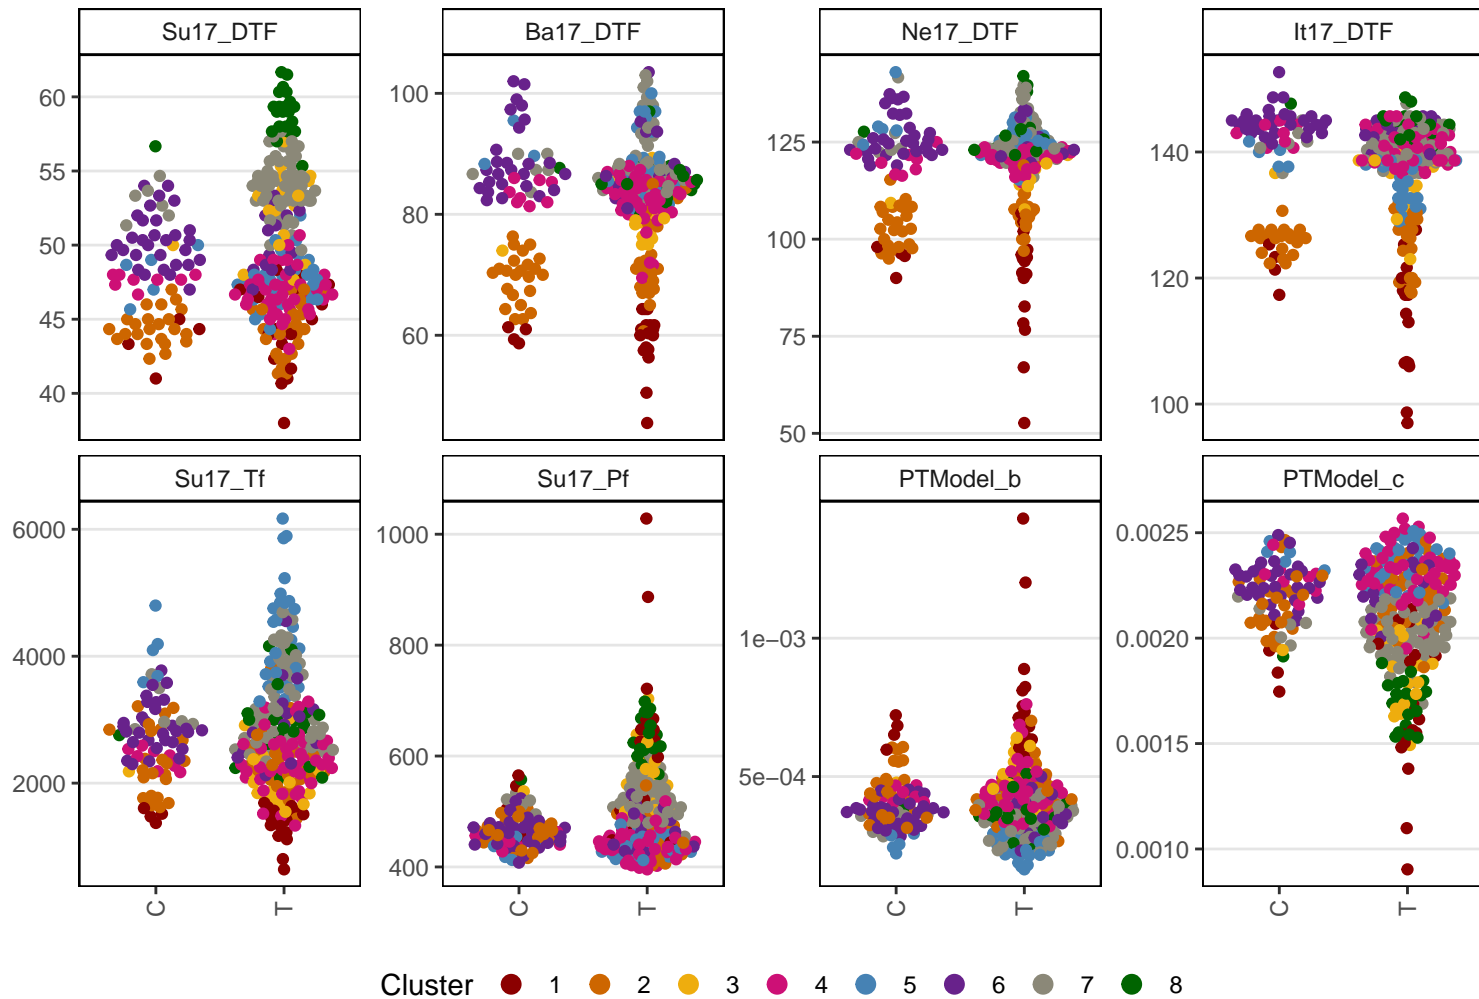 Su17_DTF
Ba17_DTF
Ne17_DTF
It17_DTF
60
55
50
45
40
100
80
60
125
100
75
50
140
120
100
Su17_Tf
Su17_Pf
PTModel_b
PTModel_c
6000
4000
2000
1000
800
600
400
1e−03
5e−04
0.0025
0.0020
0.0015
0.0010
C
T
C
T
C
T
C
T
Cluster 1 2 3 4 5 6 7 8